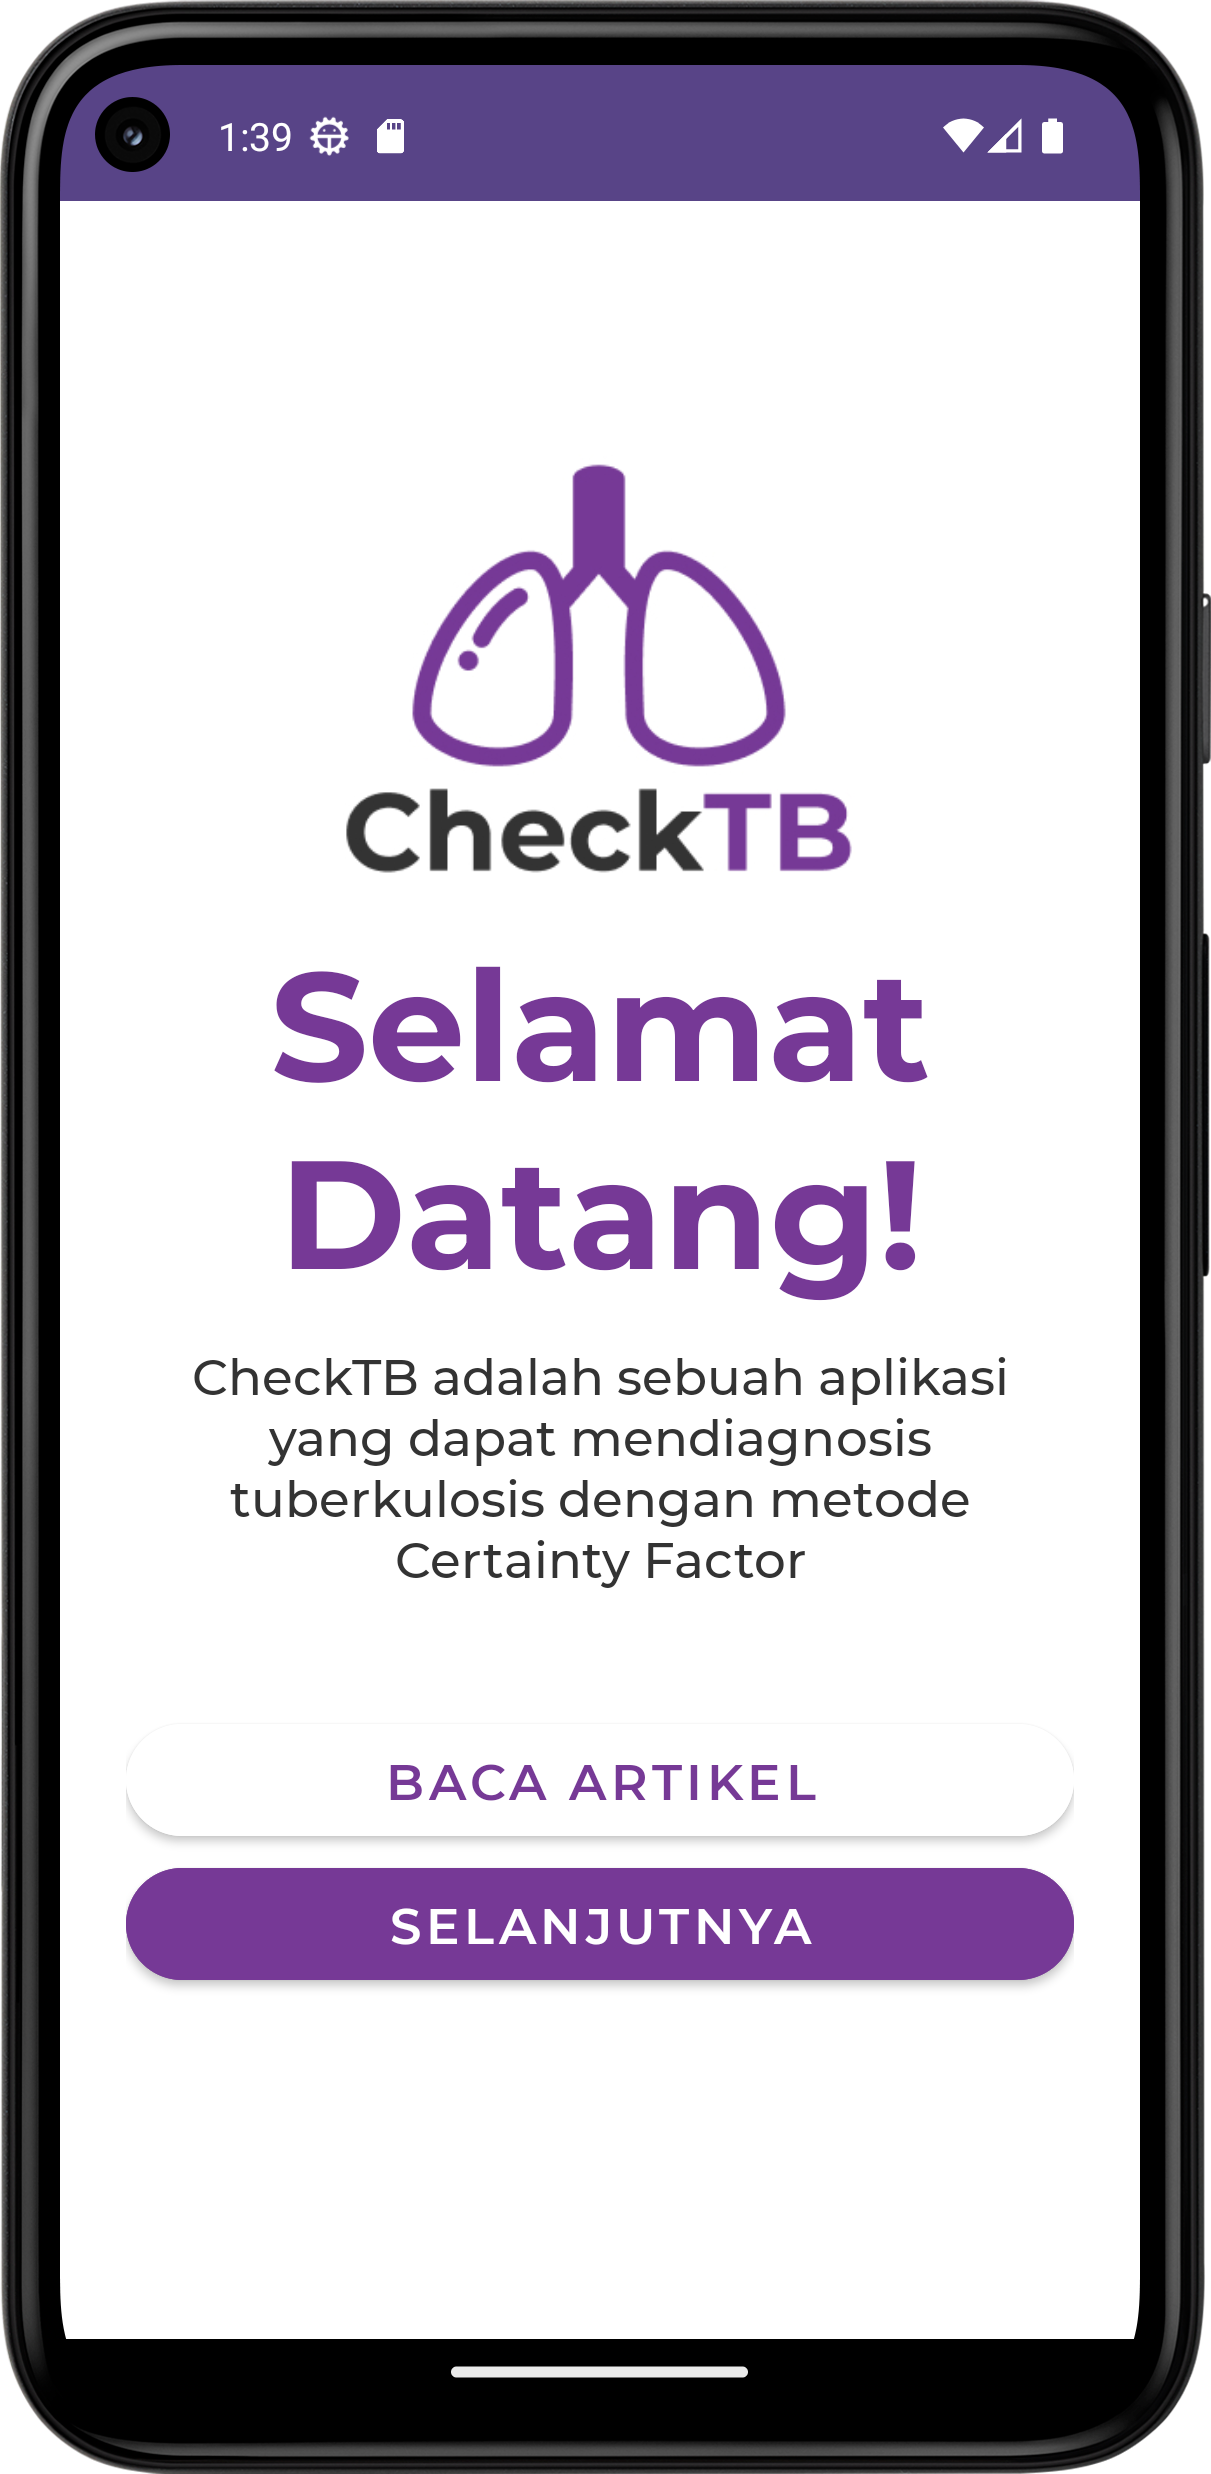 1:39
CheckTB
Selamat
Datang!
CheckTB adalah sebuah aplikasi
yang dapat mendiagnosis
tuberkulosis dengan metode
Certainty Factor
BACA ARTIKEL
SELANJUTNYA